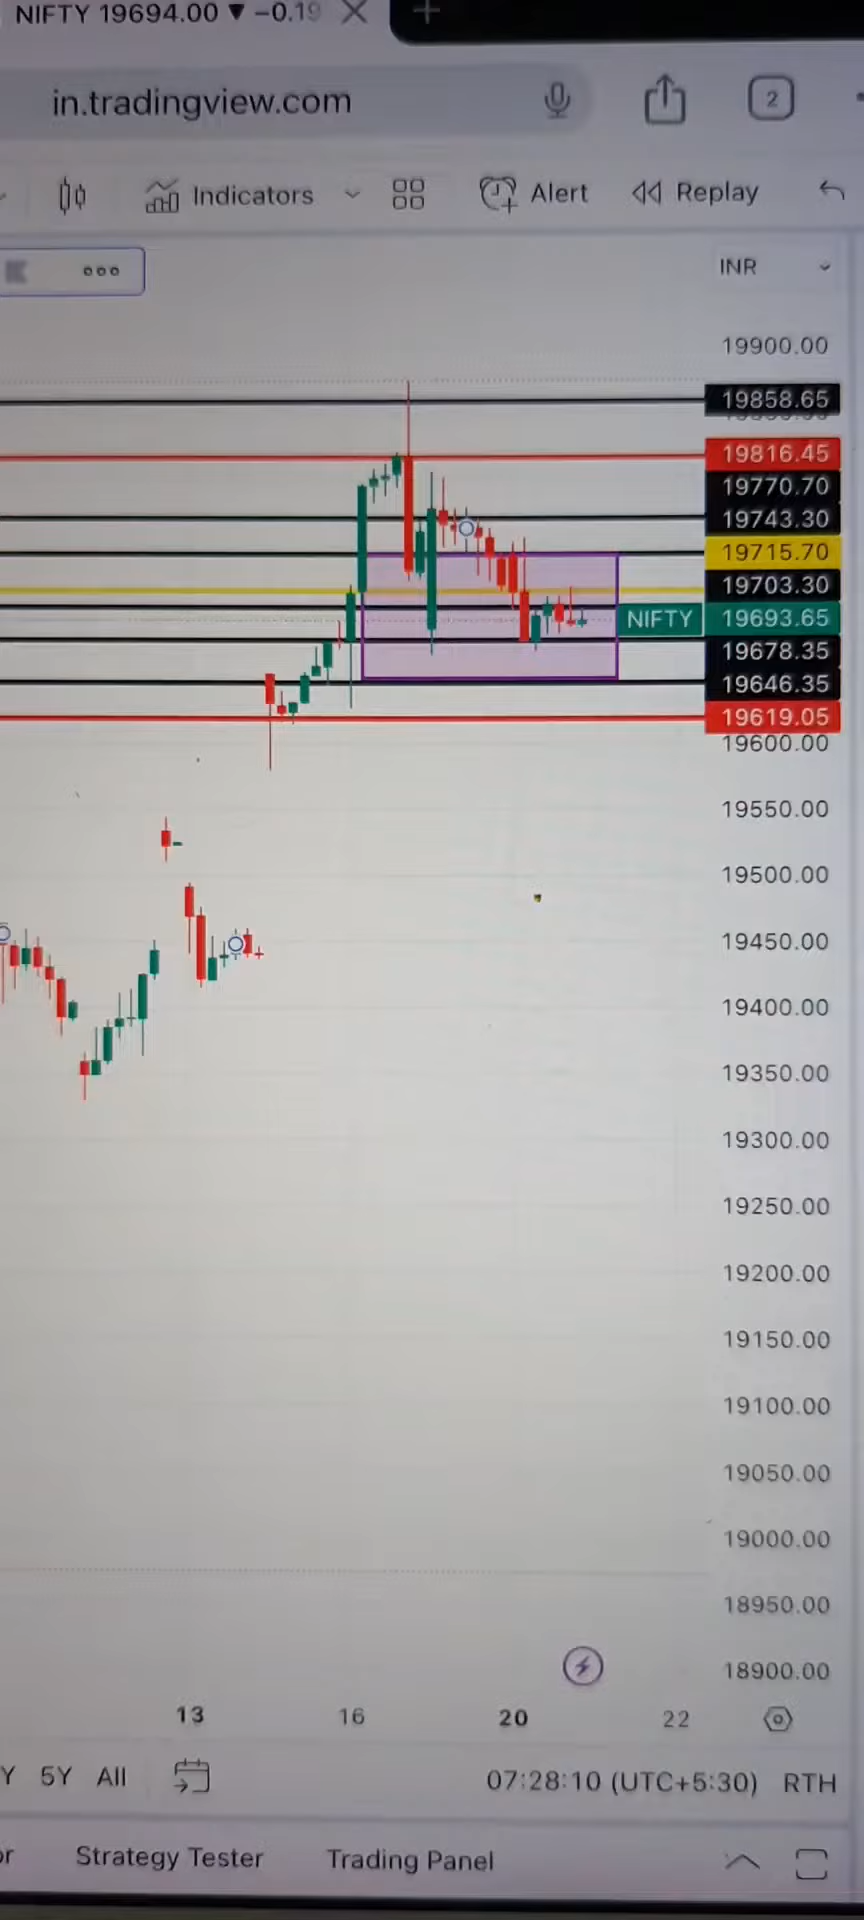 NIFTY 19694.00 ▼ −0.19
in.tradingview.com
2
Indicators
Alert
Replay
INR
19900.00
19858.65
19816.45
19770.70
19743.30
19715.70
19703.30
NIFTY 19693.65
19678.35
19646.35
19619.05
19600.00
19550.00
19500.00
19450.00
19400.00
19350.00
19300.00
19250.00
19200.00
19150.00
19100.00
19050.00
19000.00
18950.00
18900.00
13 16 20 22
Y 5Y All
07:28:10 (UTC+5:30) RTH
or Strategy Tester Trading Panel